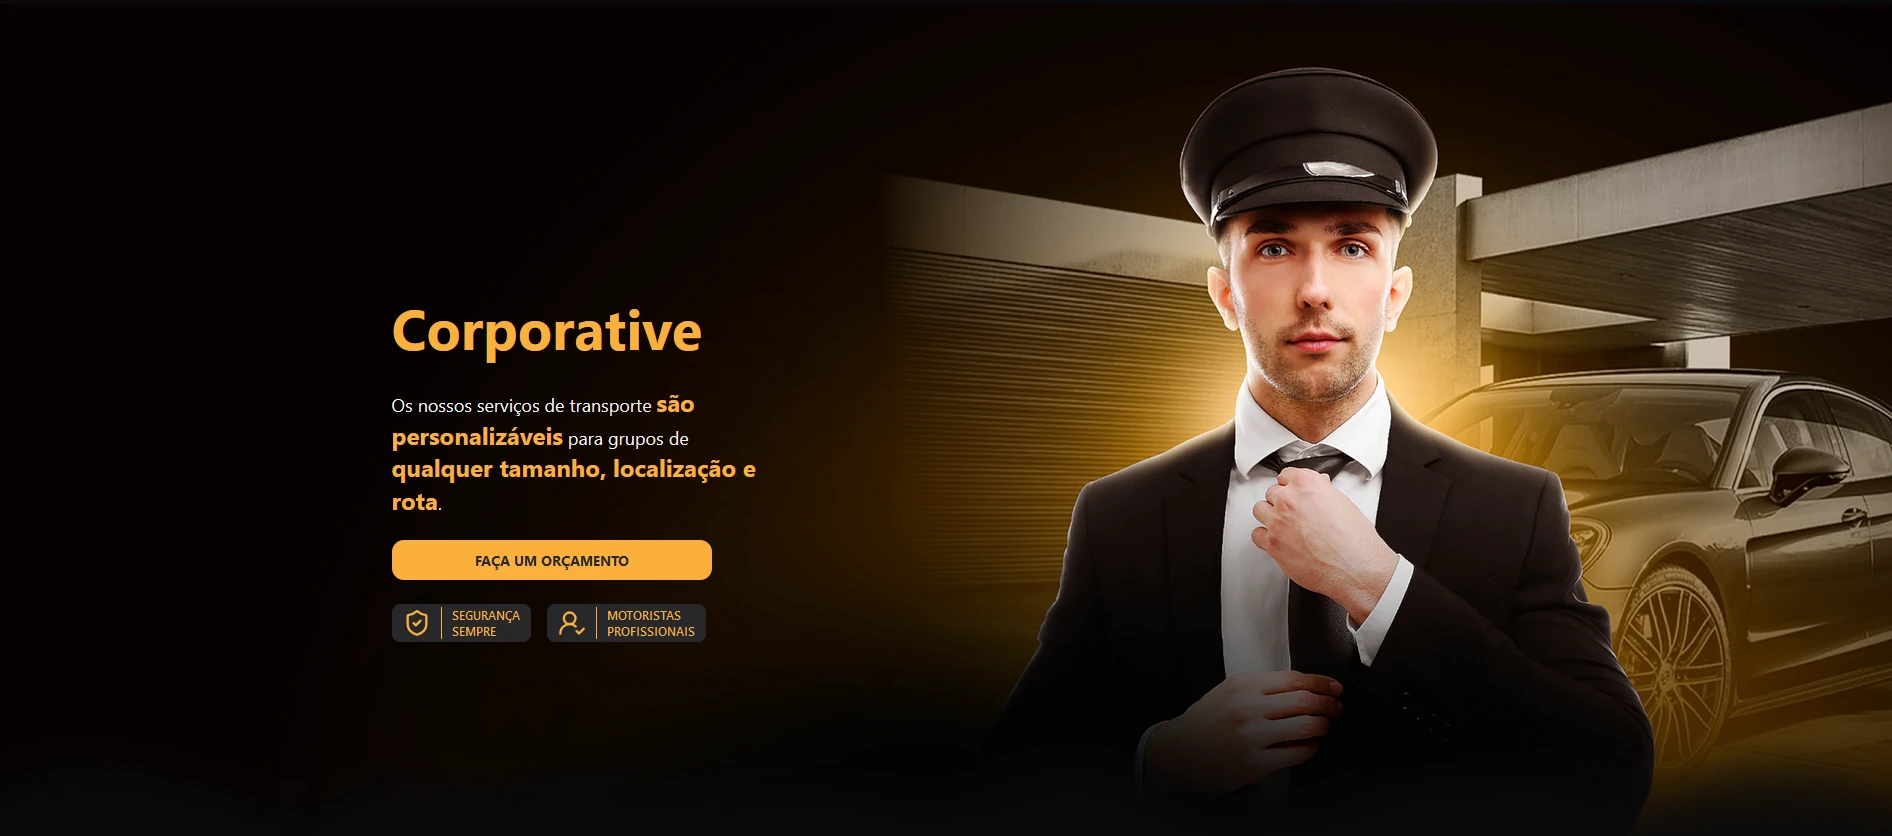 Corporative
Os nossos serviços de transporte são
personalizáveis para grupos de
qualquer tamanho, localização e
rota.
FAÇA UM ORÇAMENTO
SEGURANÇA
SEMPRE
MOTORISTAS
PROFISSIONAIS